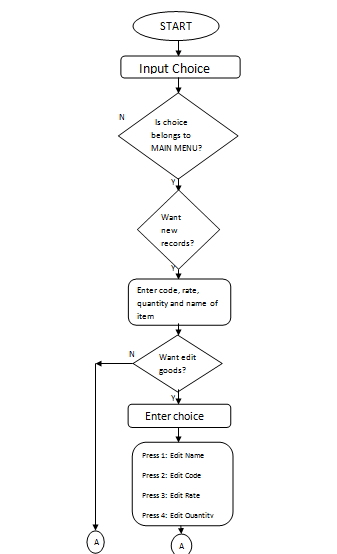 START
Input Choice
N
Is choice
belongs to
MAIN MENU?
Y
Want
new
records?
Y
Enter code, rate,
quantity and name of
item
N
Want edit
goods?
Y
Enter choice
Press 1: Edit Name
Press 2: Edit Code
Press 3: Edit Rate
Press 4: Edit Quantity
A
A